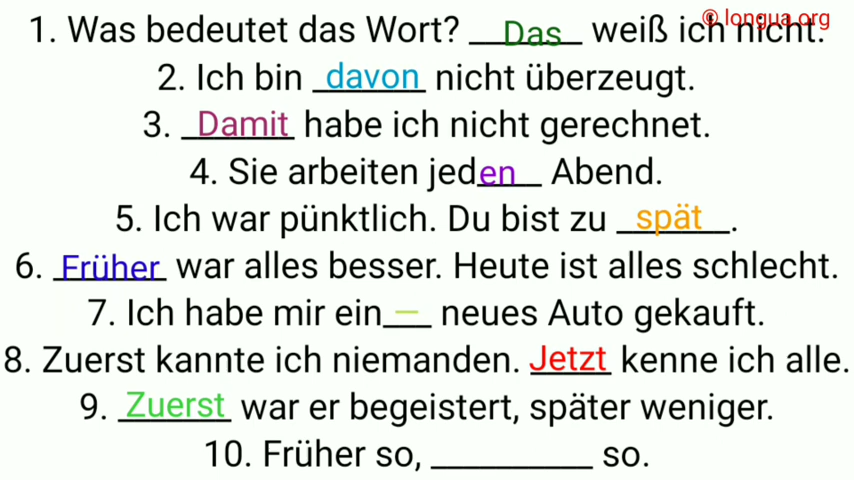 © longua.org
1. Was bedeutet das Wort? Das weiß ich nicht.
2. Ich bin davon nicht überzeugt.
3. Damit habe ich nicht gerechnet.
4. Sie arbeiten jeden__ Abend.
5. Ich war pünktlich. Du bist zu spät.
6. Früher war alles besser. Heute ist alles schlecht.
7. Ich habe mir ein_–_ neues Auto gekauft.
8. Zuerst kannte ich niemanden. Jetzt kenne ich alle.
9. Zuerst war er begeistert, später weniger.
10. Früher so, __________ so.